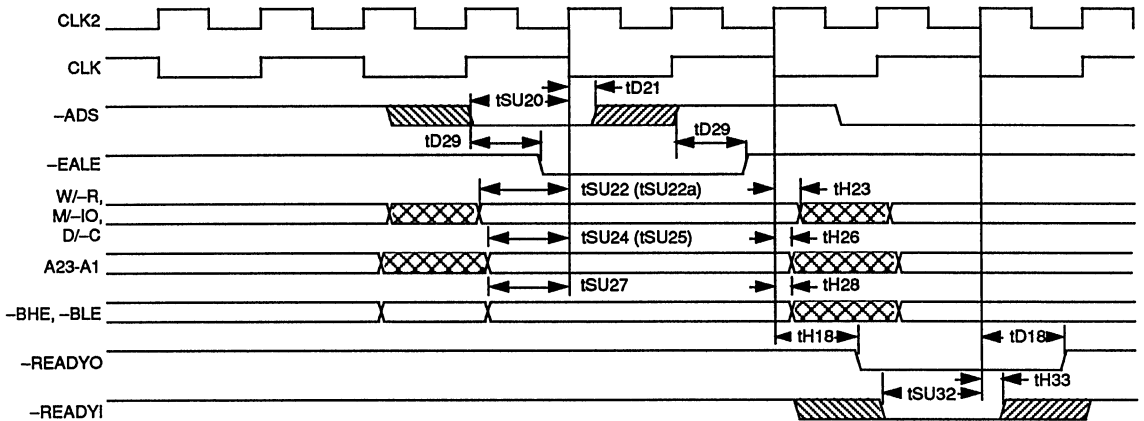 CLK2
CLK
tSU20
tD21
–ADS
tD29
tD29
–EALE
tSU22 (tSU22a)
tH23
W/–R,
M/–IO,
D/–C
tSU24 (tSU25)
tH26
A23-A1
tSU27
tH28
–BHE, –BLE
tH18
tD18
–READYO
tSU32
tH33
–READYI